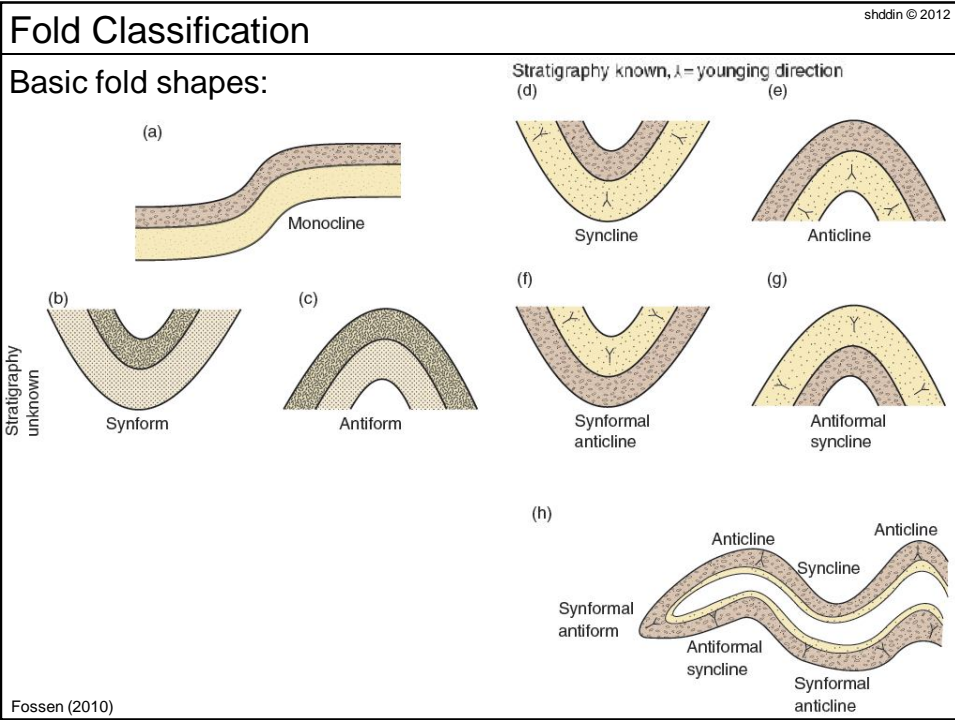 Fold Classification
shddin © 2012
Basic fold shapes:
Stratigraphy known, ⅄= younging direction
(a)
Monocline
(b)
Synform
(c)
Antiform
Stratigraphy
unknown
(d)
Syncline
(e)
Anticline
(f)
Synformal
anticline
(g)
Antiformal
syncline
(h)
Anticline
Anticline
Syncline
Synformal
antiform
Antiformal
syncline
Synformal
anticline
Fossen (2010)